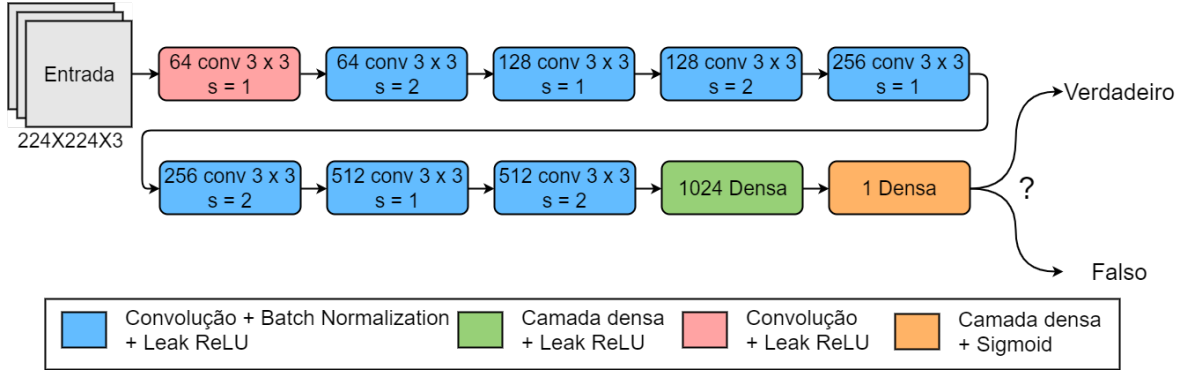 Entrada
224X224X3
64 conv 3 x 3
s = 1
64 conv 3 x 3
s = 2
128 conv 3 x 3
s = 1
128 conv 3 x 3
s = 2
256 conv 3 x 3
s = 1
256 conv 3 x 3
s = 2
512 conv 3 x 3
s = 1
512 conv 3 x 3
s = 2
1024 Densa
1 Densa
Verdadeiro
?
Falso
Convolução + Batch Normalization
+ Leak ReLU
Camada densa
+ Leak ReLU
Convolução
+ Leak ReLU
Camada densa
+ Sigmoid